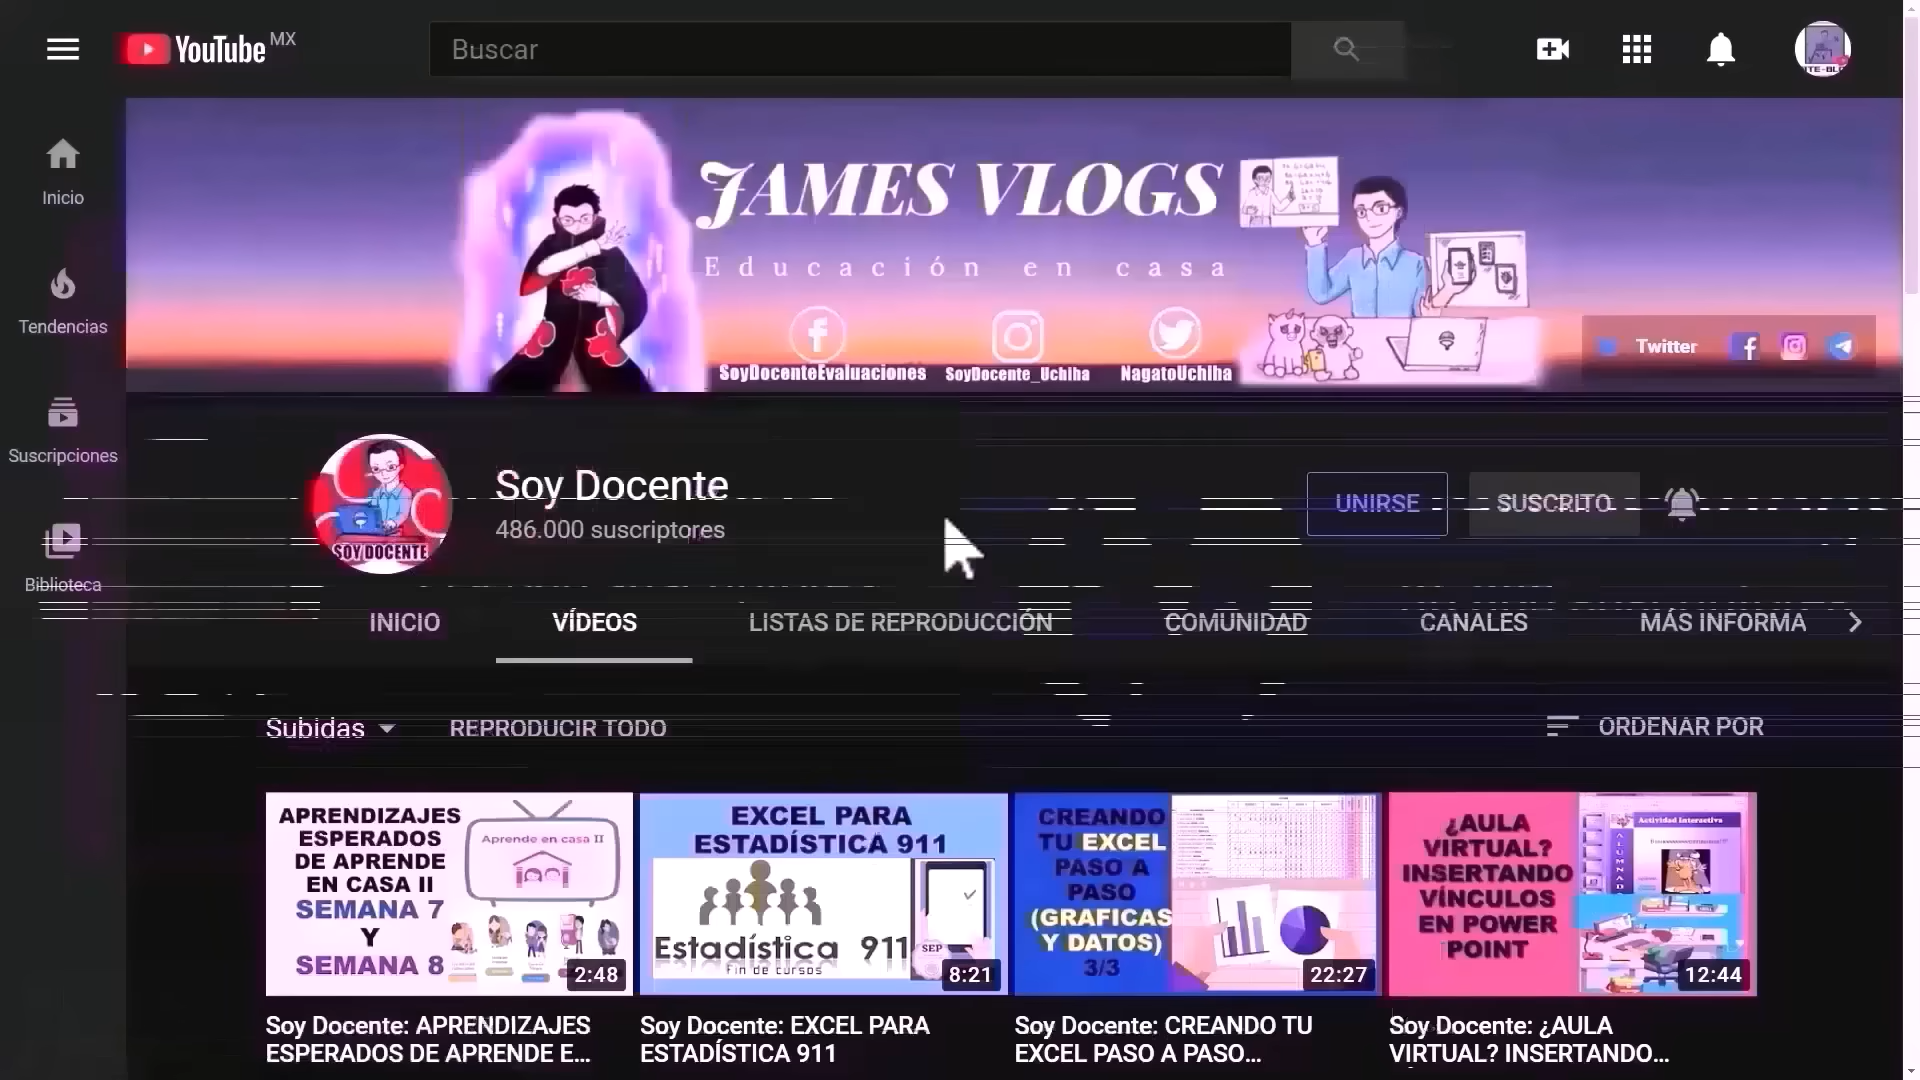 YouTube MX
Buscar
Inicio
Tendencias
Suscripciones
Biblioteca
JAMES VLOGS
Educación en casa
SoyDocenteEvaluaciones
SoyDocente_Uchiha
NagatoUchiha
Twitter
Soy Docente
486.000 suscriptores
SOY DOCENTE
UNIRSE
SUSCRITO
INICIO
VÍDEOS
LISTAS DE REPRODUCCIÓN
COMUNIDAD
CANALES
MÁS INFORMA
Subidas
REPRODUCIR TODO
ORDENAR POR
APRENDIZAJES
ESPERADOS
DE APRENDE
EN CASA II
SEMANA 7
Y
SEMANA 8
Aprende en casa II
2:48
EXCEL PARA
ESTADÍSTICA 911
Estadística 911
Fin de cursos
SEP
8:21
CREANDO
TU EXCEL
PASO A
PASO
(GRAFICAS
Y DATOS)
3/3
22:27
¿AULA
VIRTUAL?
INSERTANDO
VÍNCULOS
EN POWER
POINT
Actividad Interactiva
12:44
Soy Docente: APRENDIZAJES
ESPERADOS DE APRENDE E...
Soy Docente: EXCEL PARA
ESTADÍSTICA 911
Soy Docente: CREANDO TU
EXCEL PASO A PASO...
Soy Docente: ¿AULA
VIRTUAL? INSERTANDO...